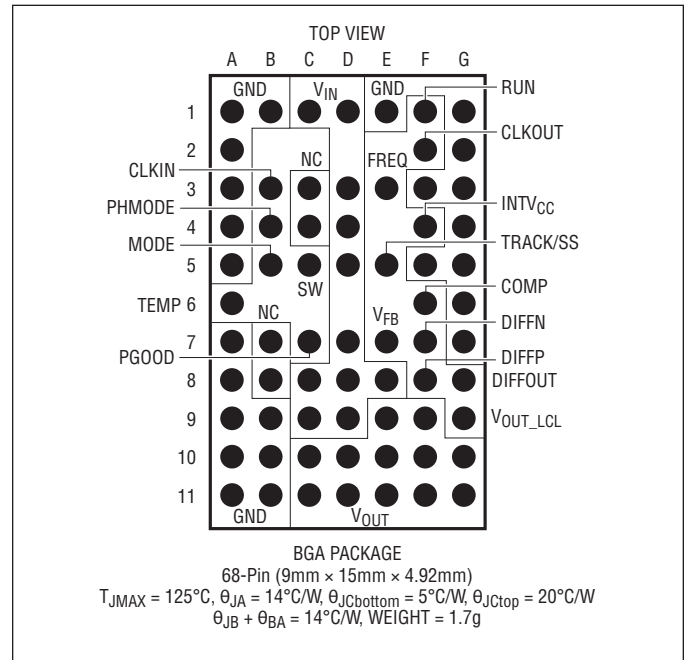 TOP VIEW
A B C D E F G
GND V_IN GND RUN
1
CLKOUT
2
NC FREQ
CLKIN
3
PHMODE INTV_CC
4
MODE TRACK/SS
5
SW COMP
TEMP 6
NC V_FB DIFFN
7
PGOOD DIFFP
8 DIFFOUT
9 V_OUT_LCL
10
11
GND V_OUT
BGA PACKAGE
68-Pin (9mm × 15mm × 4.92mm)
T_JMAX = 125°C, θ_JA = 14°C/W, θ_JCbottom = 5°C/W, θ_JCtop = 20°C/W
θ_JB + θ_BA = 14°C/W, WEIGHT = 1.7g